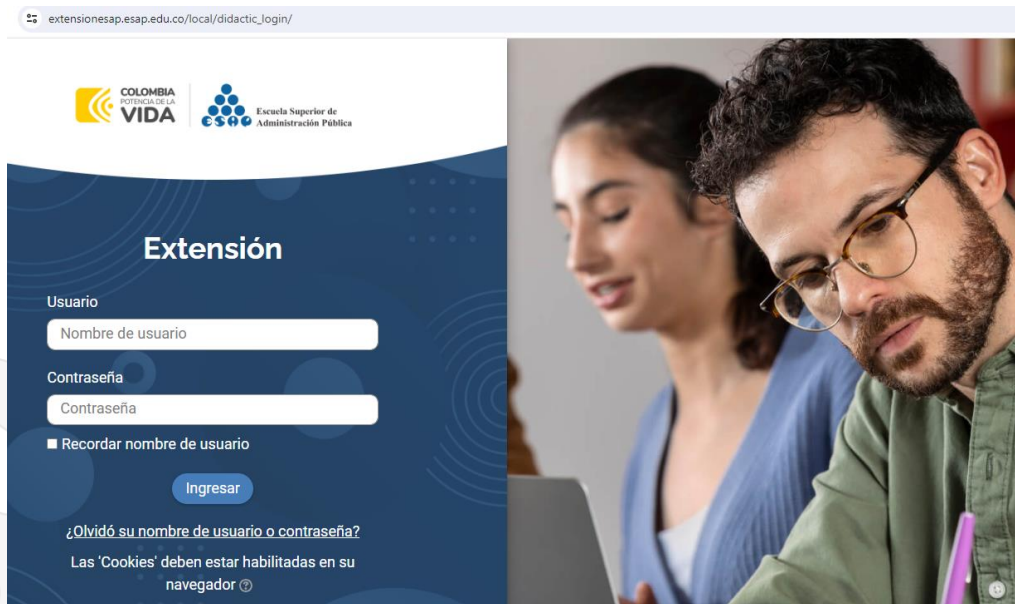 extensionesap.esap.edu.co/local/didactic_login/
COLOMBIA
POTENCIA DE LA
VIDA
esap
Escuela Superior de
Administración Pública
Extensión
Usuario
Nombre de usuario
Contraseña
Contraseña
Recordar nombre de usuario
Ingresar
¿Olvidó su nombre de usuario o contraseña?
Las 'Cookies' deben estar habilitadas en su
navegador